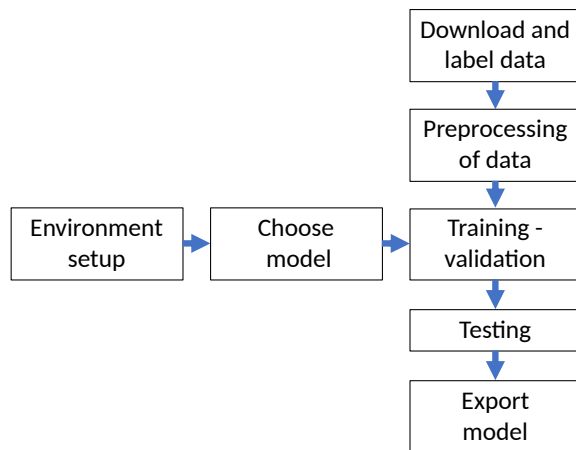 Download and
label data
Preprocessing
of data
Environment
setup
Choose
model
Training -
validation
Testing
Export
model